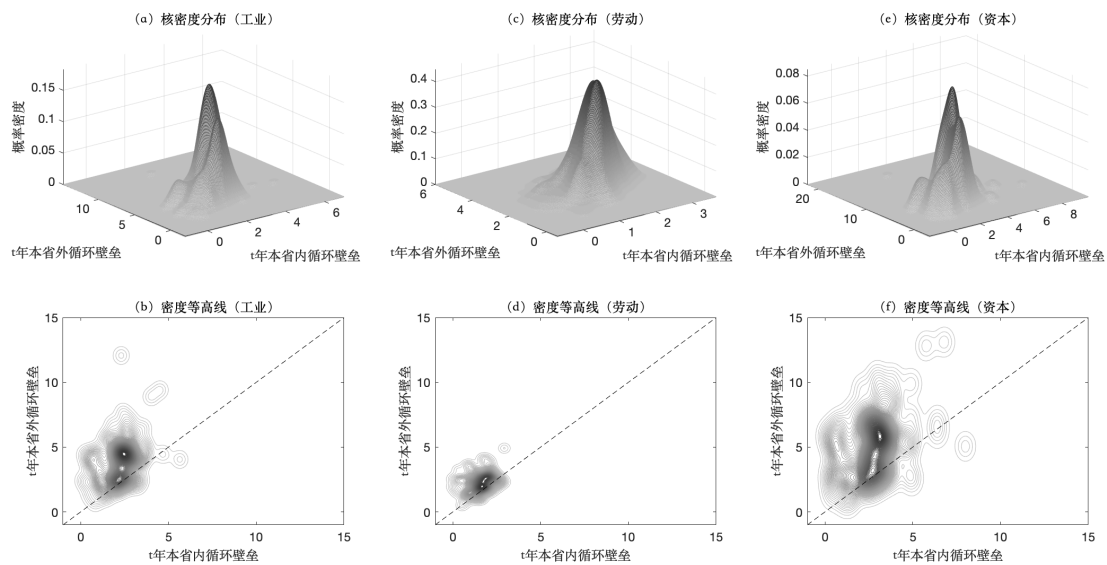 (a) 核密度分布（工业）
(c) 核密度分布（劳动）
(e) 核密度分布（资本）
概率密度
0.15
0.1
0.05
0
10
5
0
0
2
4
6
t年本省外循环壁垒
t年本省内循环壁垒
概率密度
0.4
0.3
0.2
0.1
0
6
4
2
0
0
1
2
3
t年本省外循环壁垒
t年本省内循环壁垒
概率密度
0.08
0.06
0.04
0.02
0
20
10
0
0
2
4
6
8
t年本省外循环壁垒
t年本省内循环壁垒
(b) 密度等高线（工业）
(d) 密度等高线（劳动）
(f) 密度等高线（资本）
t年本省外循环壁垒
15
10
5
0
0
5
10
15
t年本省内循环壁垒
t年本省外循环壁垒
15
10
5
0
0
5
10
15
t年本省内循环壁垒
t年本省外循环壁垒
15
10
5
0
0
5
10
15
t年本省内循环壁垒